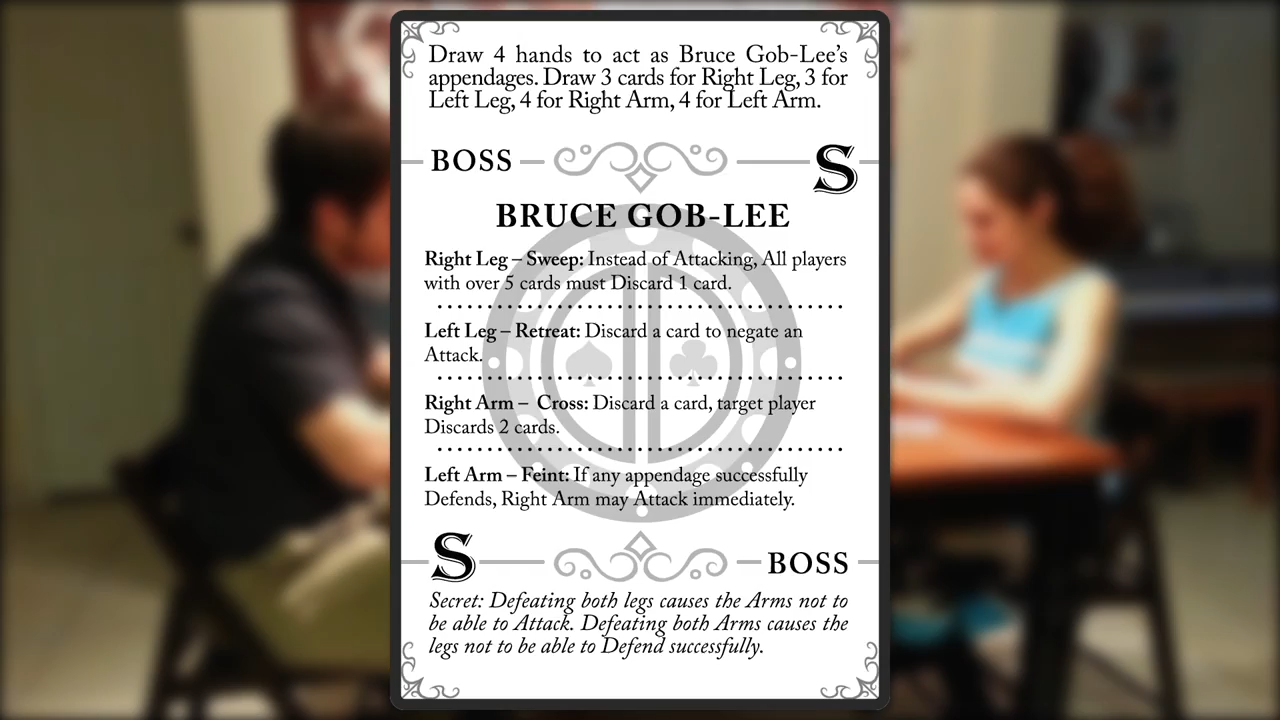 Draw 4 hands to act as Bruce Gob-Lee's
appendages. Draw 3 cards for Right Leg, 3 for
Left Leg, 4 for Right Arm, 4 for Left Arm.
BOSS
S
BRUCE GOB-LEE
Right Leg – Sweep: Instead of Attacking, All players
with over 5 cards must Discard 1 card.
Left Leg – Retreat: Discard a card to negate an
Attack.
Right Arm – Cross: Discard a card, target player
Discards 2 cards.
Left Arm – Feint: If any appendage successfully
Defends, Right Arm may Attack immediately.
S
BOSS
Secret: Defeating both legs causes the Arms not to
be able to Attack. Defeating both Arms causes the
legs not to be able to Defend successfully.